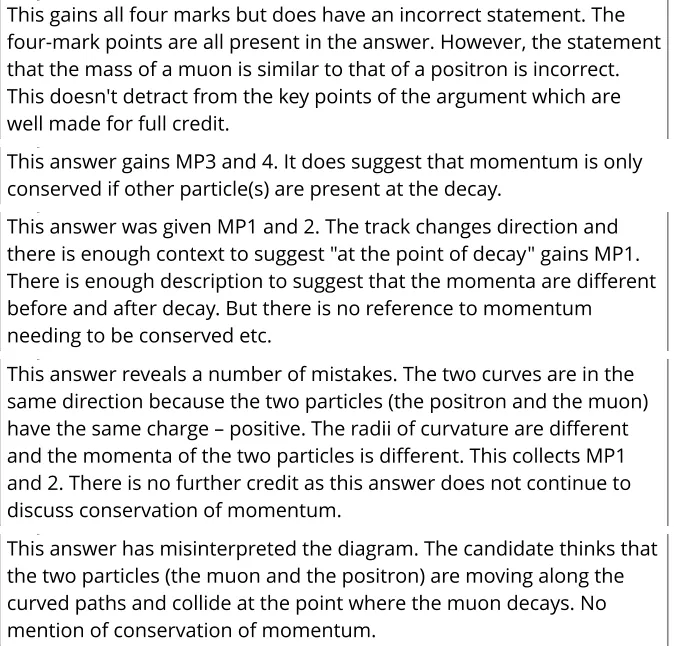 This gains all four marks but does have an incorrect statement. The
four-mark points are all present in the answer. However, the statement
that the mass of a muon is similar to that of a positron is incorrect.
This doesn't detract from the key points of the argument which are
well made for full credit.
This answer gains MP3 and 4. It does suggest that momentum is only
conserved if other particle(s) are present at the decay.
This answer was given MP1 and 2. The track changes direction and
there is enough context to suggest "at the point of decay" gains MP1.
There is enough description to suggest that the momenta are different
before and after decay. But there is no reference to momentum
needing to be conserved etc.
This answer reveals a number of mistakes. The two curves are in the
same direction because the two particles (the positron and the muon)
have the same charge – positive. The radii of curvature are different
and the momenta of the two particles is different. This collects MP1
and 2. There is no further credit as this answer does not continue to
discuss conservation of momentum.
This answer has misinterpreted the diagram. The candidate thinks that
the two particles (the muon and the positron) are moving along the
curved paths and collide at the point where the muon decays. No
mention of conservation of momentum.